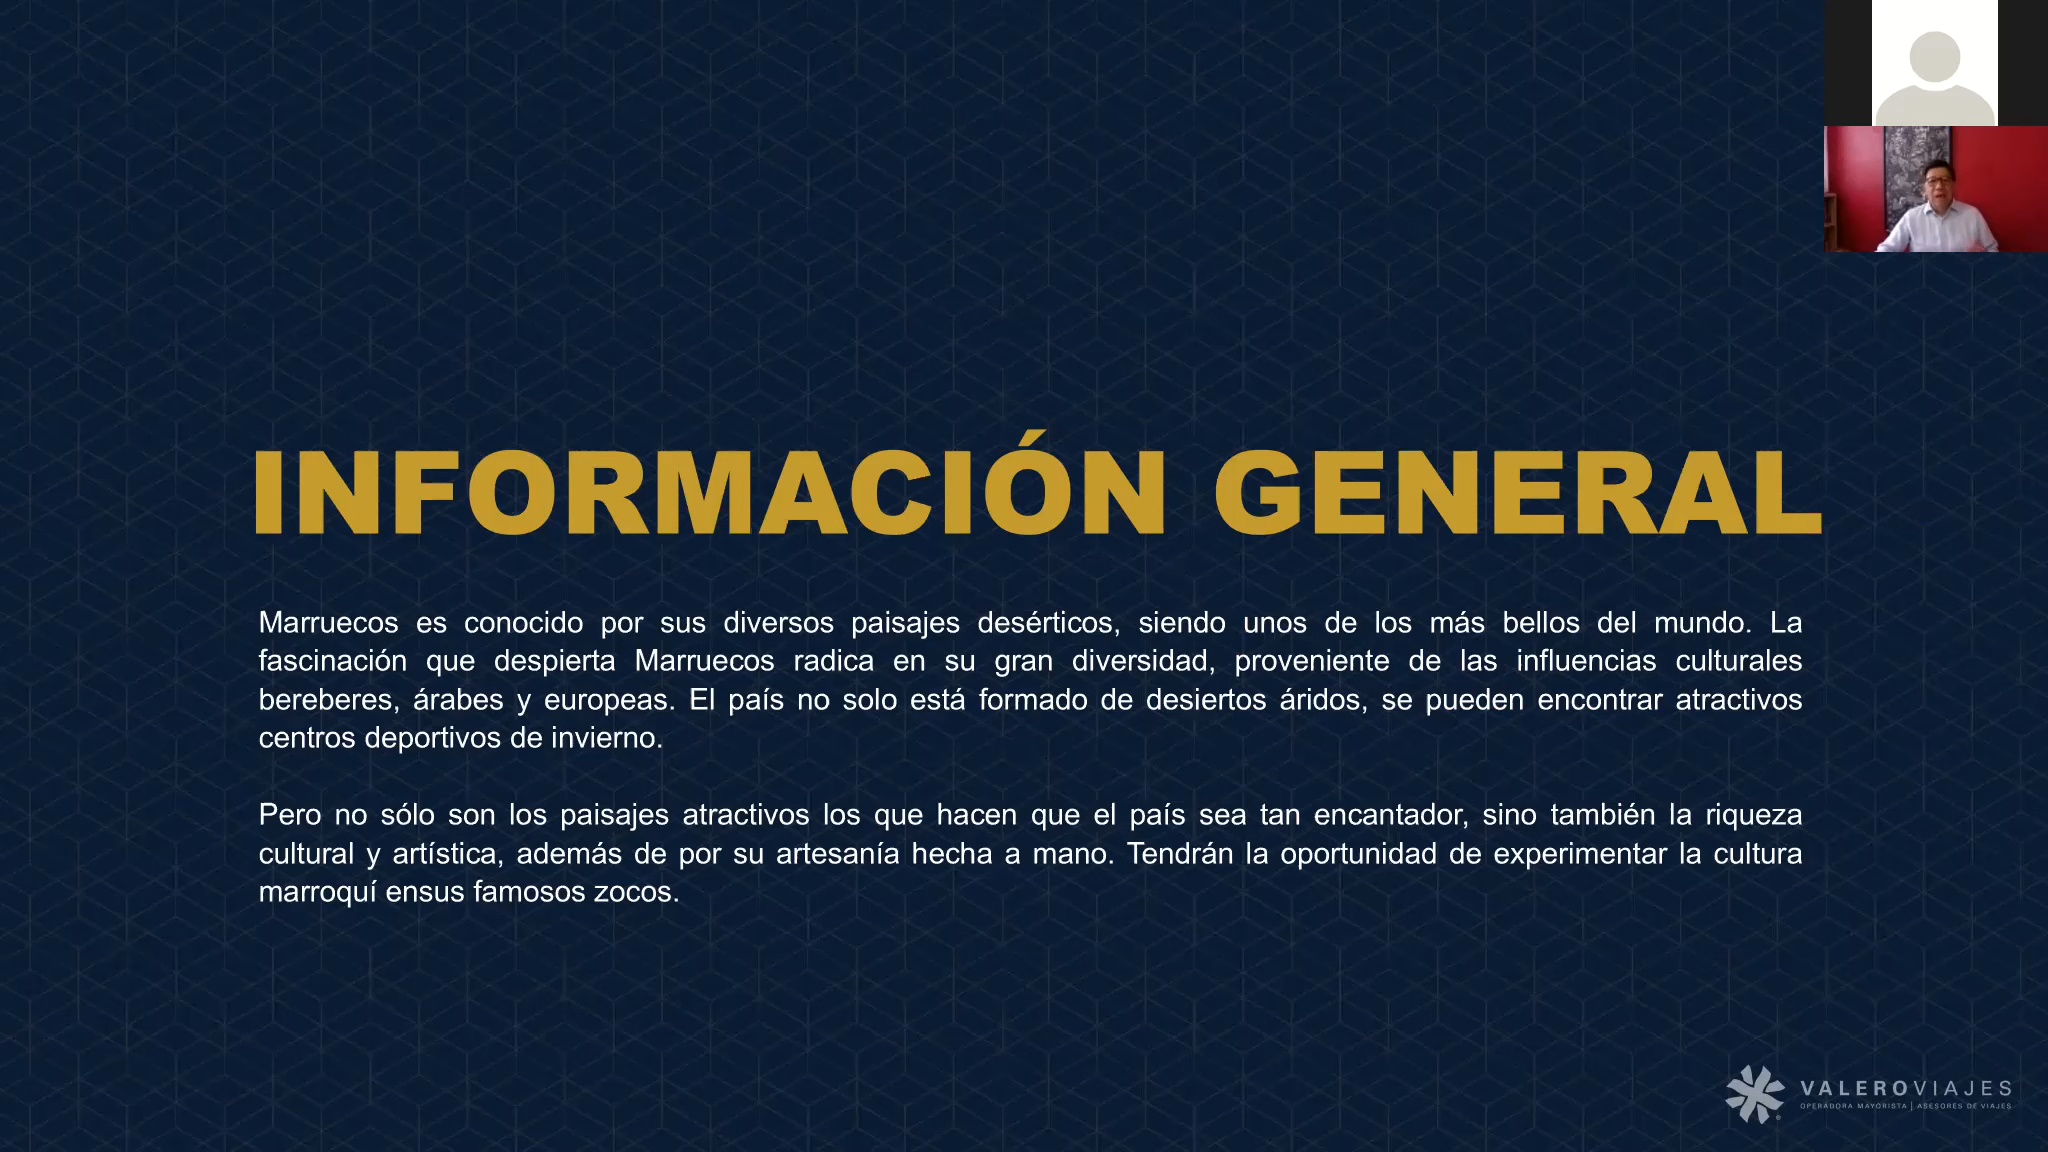 INFORMACIÓN GENERAL
Marruecos es conocido por sus diversos paisajes desérticos, siendo unos de los más bellos del mundo. La
fascinación que despierta Marruecos radica en su gran diversidad, proveniente de las influencias culturales
bereberes, árabes y europeas. El país no solo está formado de desiertos áridos, se pueden encontrar atractivos
centros deportivos de invierno.
Pero no sólo son los paisajes atractivos los que hacen que el país sea tan encantador, sino también la riqueza
cultural y artística, además de por su artesanía hecha a mano. Tendrán la oportunidad de experimentar la cultura
marroquí ensus famosos zocos.
VALEROVIAJES
OPERADORA MAYORISTA | ASESORES DE VIAJES